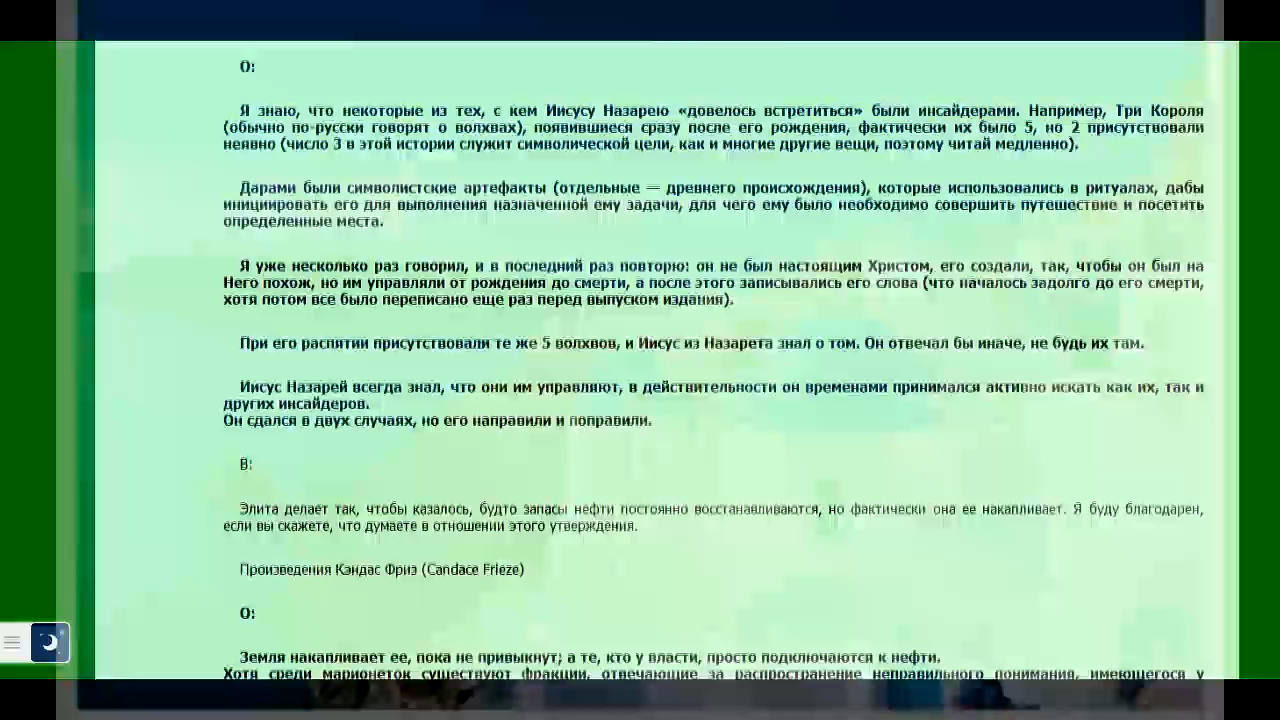 О:
Я знаю, что некоторые из тех, с кем Иисусу Назарею «довелось встретиться» были инсайдерами. Например, Три Короля
(обычно по-русски говорят о волхвах), появившиеся сразу после его рождения, фактически их было 5, но 2 присутствовали
неявно (число 3 в этой истории служит символической цели, как и многие другие вещи, поэтому читай медленно).
Дарами были символистские артефакты (отдельные — древнего происхождения), которые использовались в ритуалах, дабы
инициировать его для выполнения назначенной ему задачи, для чего ему было необходимо совершить путешествие и посетить
определенные места.
Я уже несколько раз говорил, и в последний раз повторю: он не был настоящим Христом, его создали, так, чтобы он был на
Него похож, но им управляли от рождения до смерти, а после этого записывались его слова (что началось задолго до его смерти,
хотя потом все было переписано еще раз перед выпуском издания).
При его распятии присутствовали те же 5 волхвов, и Иисус из Назарета знал о том. Он отвечал бы иначе, не будь их там.
Иисус Назарей всегда знал, что они им управляют, в действительности он временами принимался активно искать как их, так и
других инсайдеров.
Он сдался в двух случаях, но его направили и поправили.
В:
Элита делает так, чтобы казалось, будто запасы нефти постоянно восстанавливаются, но фактически она ее накапливает. Я буду благодарен,
если вы скажете, что думаете в отношении этого утверждения.
Произведения Кэндас Фриз (Candace Frieze)
О:
Земля накапливает ее, пока не привыкнут; а те, кто у власти, просто подключаются к нефти.
Хотя среди марионеток существуют фракции, отвечающие за распространение неправильного понимания, имеющегося у